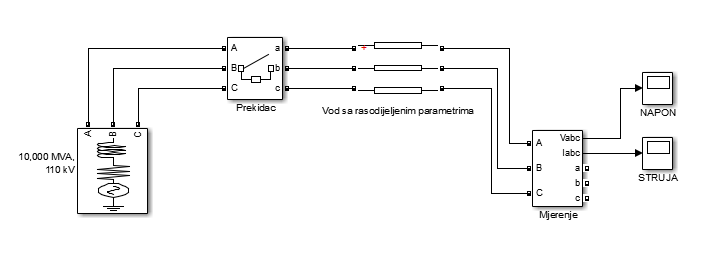 A a
B b
C c
Prekidac
Vod sa rasodijeljenim parametrima
NAPON
STRUJA
A B C
10,000 MVA,
110 kV
Vabc
A Iabc
a
B
b
C c
Mjerenje